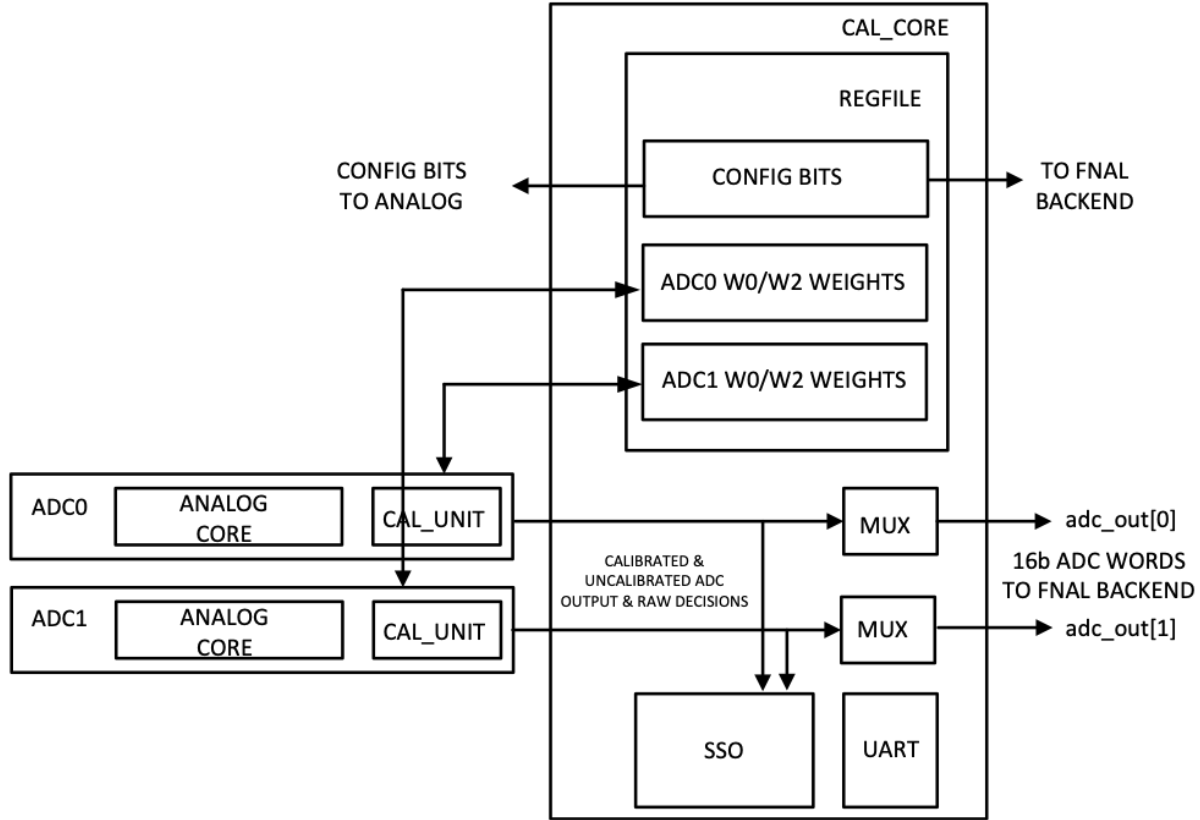 CAL_CORE
REGFILE
CONFIG BITS
TO ANALOG
CONFIG BITS
TO FNAL
BACKEND
ADC0 W0/W2 WEIGHTS
ADC1 W0/W2 WEIGHTS
ADC0
ANALOG
CORE
CAL_UNIT
MUX
adc_out[0]
CALIBRATED &
UNCALIBRATED ADC
OUTPUT & RAW DECISIONS
16b ADC WORDS
TO FNAL BACKEND
ADC1
ANALOG
CORE
CAL_UNIT
MUX
adc_out[1]
SSO
UART